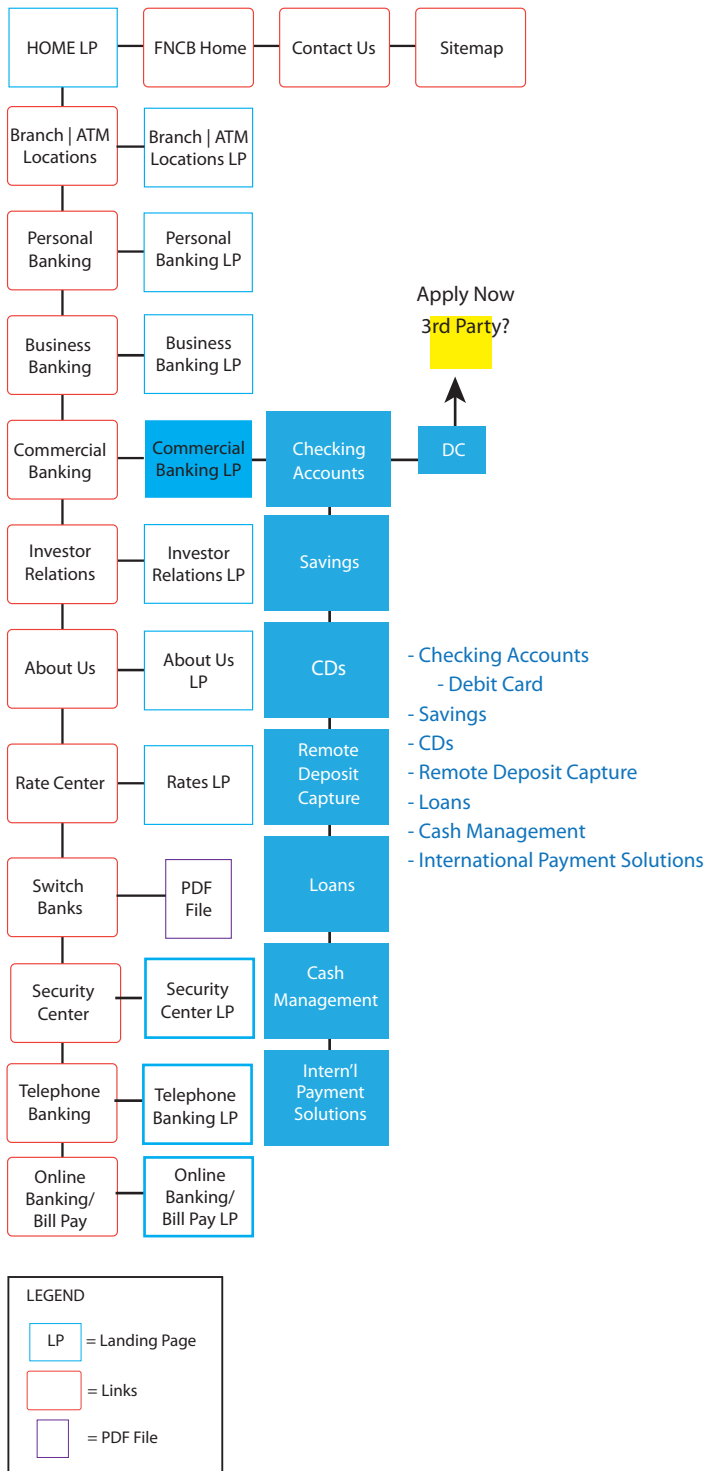 HOME LP
FNCB Home
Contact Us
Sitemap
Branch | ATM
Locations
Branch | ATM
Locations LP
Personal
Banking
Personal
Banking LP
Apply Now
3rd Party?
Business
Banking
Business
Banking LP
Commercial
Banking
Commercial
Banking LP
Checking
Accounts
DC
Investor
Relations
Investor
Relations LP
Savings
About Us
About Us
LP
CDs
- Checking Accounts
- Debit Card
- Savings
- CDs
- Remote Deposit Capture
- Loans
- Cash Management
- International Payment Solutions
Rate Center
Rates LP
Remote
Deposit
Capture
Switch
Banks
PDF
File
Loans
Security
Center
Security
Center LP
Cash
Management
Telephone
Banking
Telephone
Banking LP
Intern'l
Payment
Solutions
Online
Banking/
Bill Pay
Online
Banking/
Bill Pay LP
LEGEND
LP = Landing Page
= Links
= PDF File